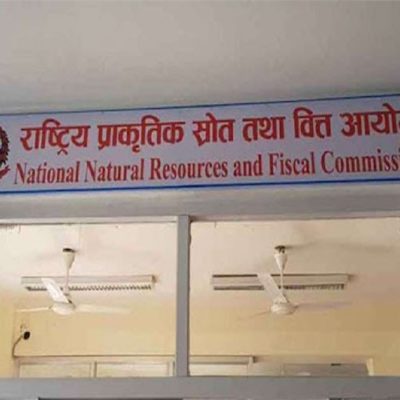 राष्ट्रिय प्राकृतिक स्रोत तथा वित्त आयो
National Natural Resources and Fiscal Commissi